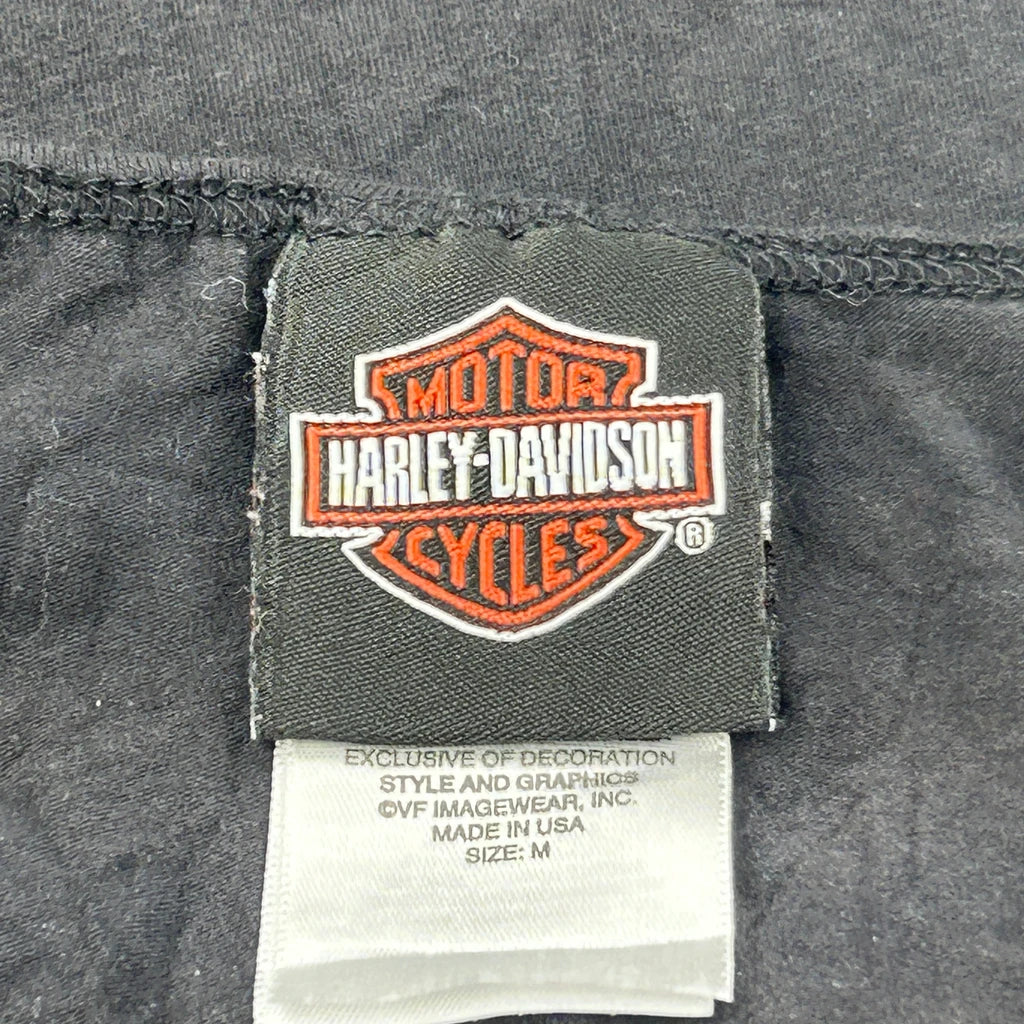 MOTOR
HARLEY-DAVIDSON
CYCLES
®
EXCLUSIVE OF DECORATION
STYLE AND GRAPHICS
©VF IMAGEWEAR, INC.
MADE IN USA
SIZE: M